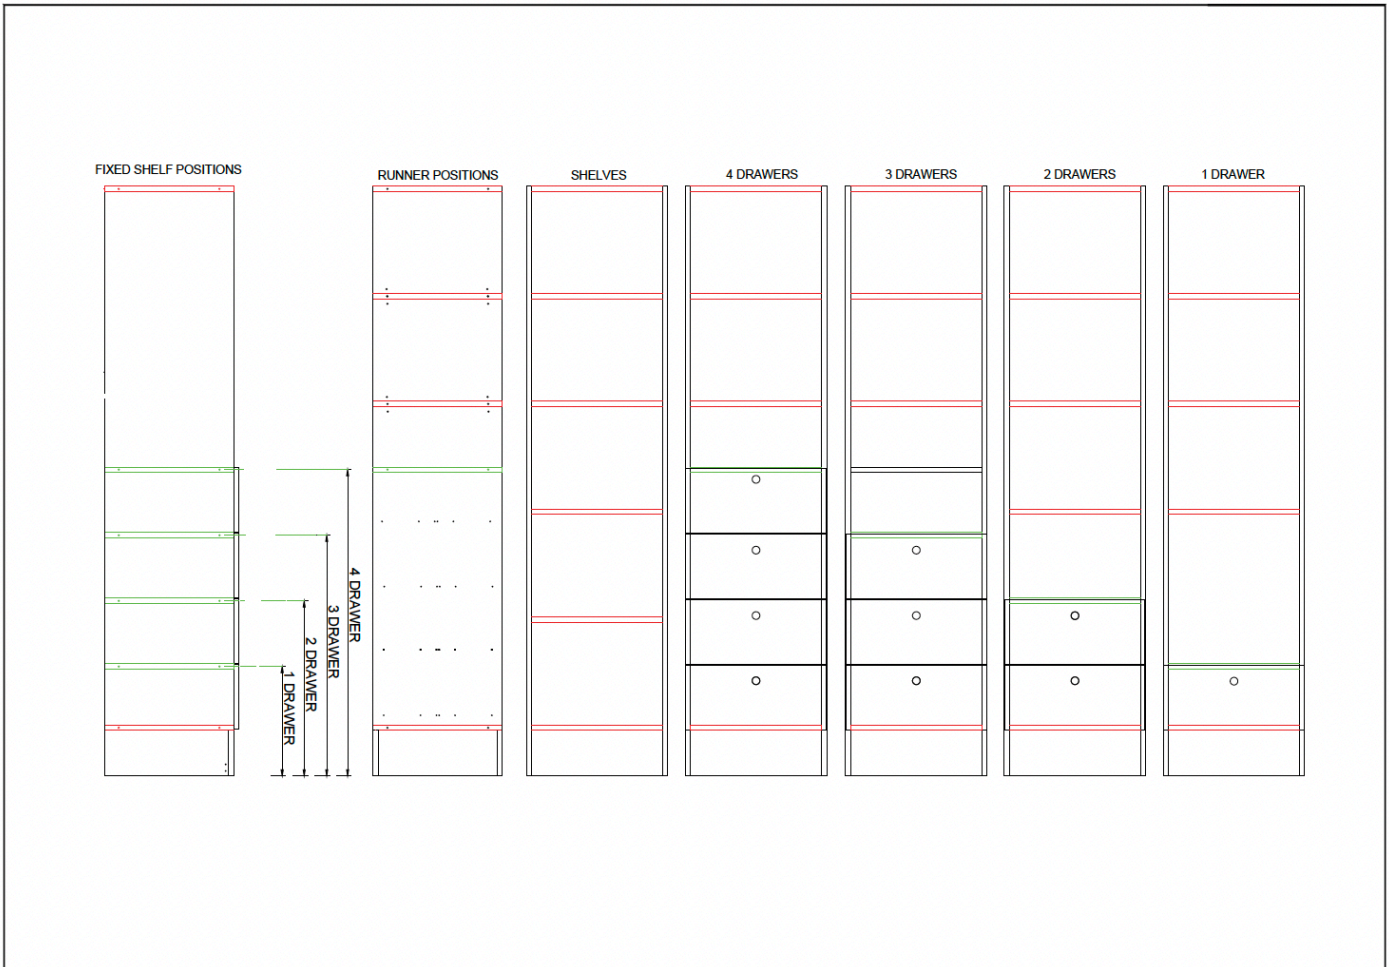 FIXED SHELF POSITIONS
RUNNER POSITIONS
SHELVES
4 DRAWERS
3 DRAWERS
2 DRAWERS
1 DRAWER
4 DRAWER
3 DRAWER
2 DRAWER
1 DRAWER